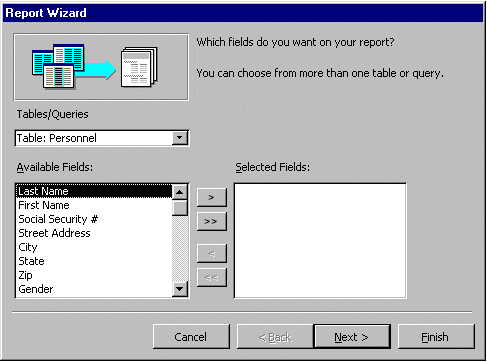 Report Wizard
Which fields do you want on your report?
You can choose from more than one table or query.
Tables/Queries
Table: Personnel
Available Fields:
Selected Fields:
Last Name
First Name
Social Security #
Street Address
City
State
Zip
Gender
>
>>
<
<<
Cancel
< Back
Next >
Finish